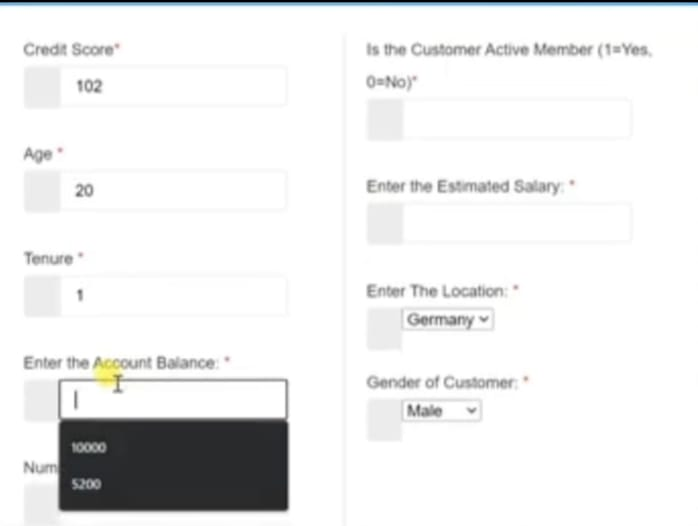 Credit Score*
102
Age *
20
Tenure *
1
Enter the Account Balance: *
10000
5200
Num
Is the Customer Active Member (1=Yes,
0=No)*
Enter the Estimated Salary: *
Enter The Location: *
Germany
Gender of Customer: *
Male